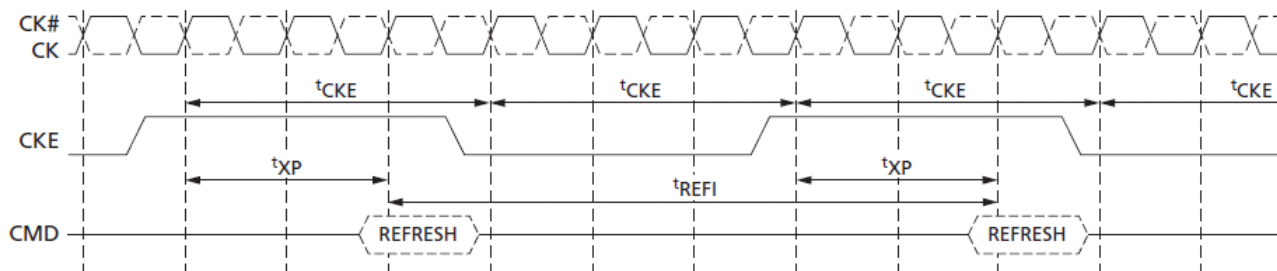 CK#
CK
tCKE tCKE tCKE tCKE
CKE
tXP tXP
tREFI
CMD REFRESH REFRESH